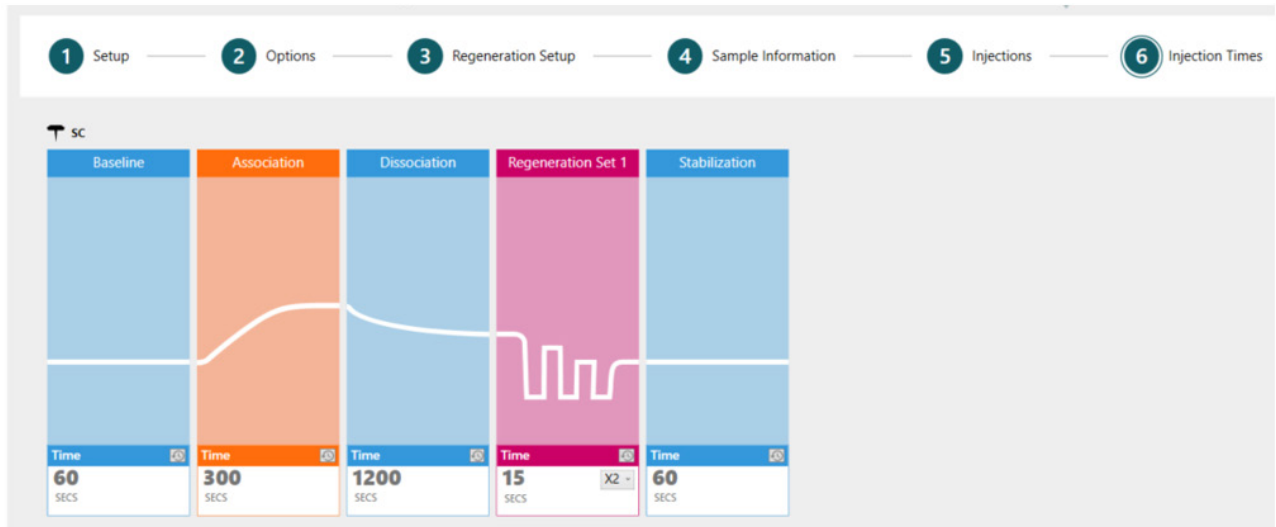 1 Setup 2 Options 3 Regeneration Setup 4 Sample Information 5 Injections 6 Injection Times
SC
Baseline Association Dissociation Regeneration Set 1 Stabilization
Time Time Time Time Time
60 300 1200 15 X2 60
SECS SECS SECS SECS SECS